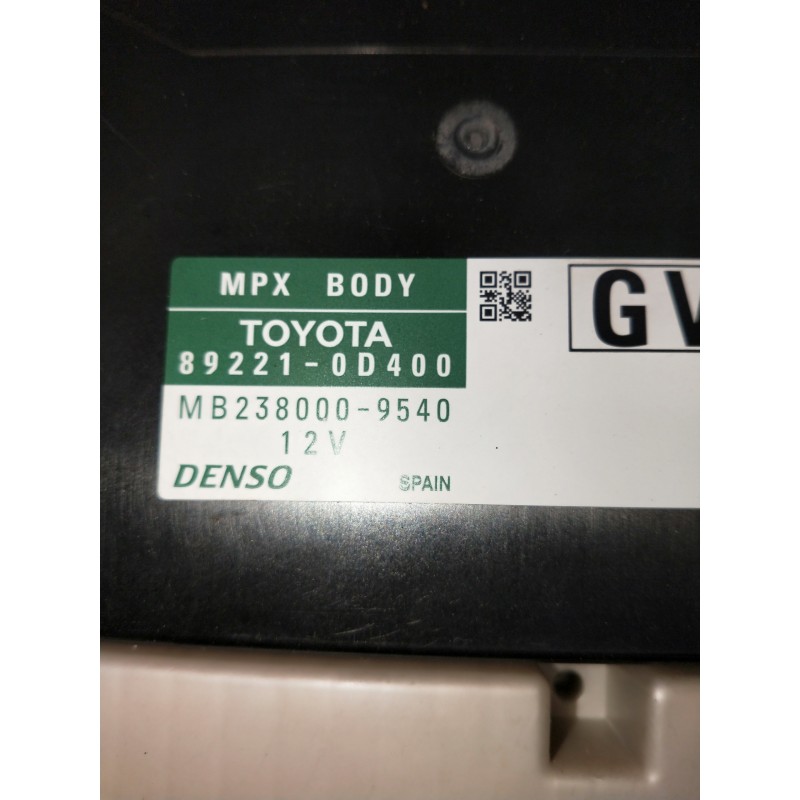 MPX BODY
TOYOTA
89221-0D400
MB238000-9540
12V
DENSO SPAIN
GV